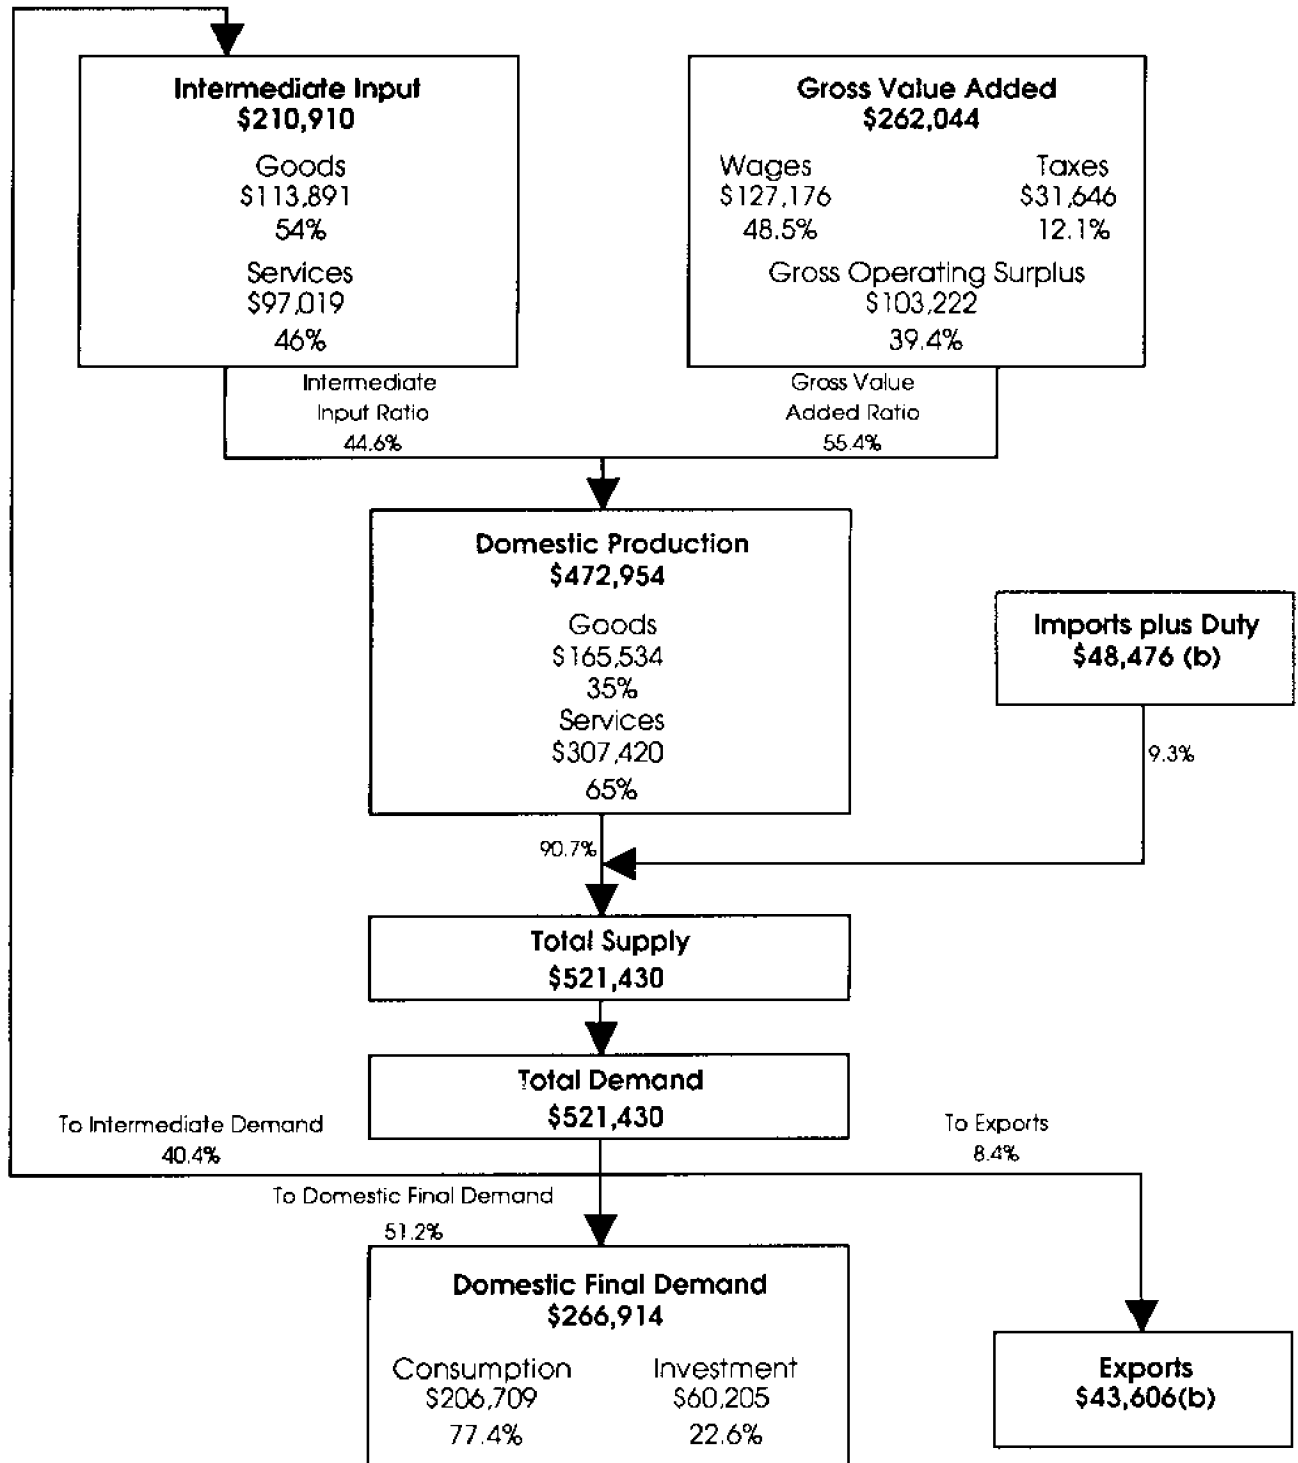 Intermediate Input
$210,910
Goods
$113,891
54%
Services
$97,019
46%
Gross Value Added
$262,044
Wages
$127,176
48.5%
Taxes
$31,646
12.1%
Gross Operating Surplus
$103,222
39.4%
Intermediate
Input Ratio
44.6%
Gross Value
Added Ratio
55.4%
Domestic Production
$472,954
Goods
$165,534
35%
Services
$307,420
65%
Imports plus Duty
$48,476 (b)
9.3%
90.7%
Total Supply
$521,430
Total Demand
$521,430
To Intermediate Demand
40.4%
To Exports
8.4%
To Domestic Final Demand
51.2%
Domestic Final Demand
$266,914
Consumption
$206,709
77.4%
Investment
$60,205
22.6%
Exports
$43,606(b)